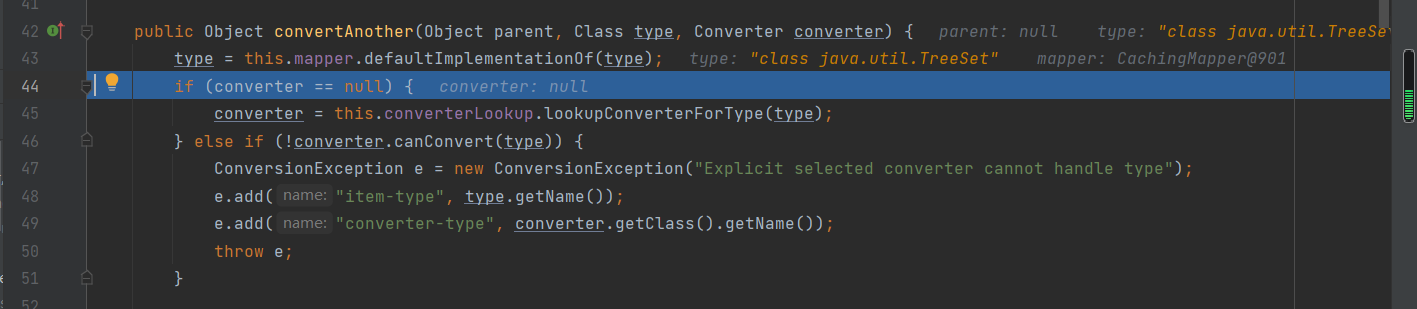 41
42 public Object convertAnother(Object parent, Class type, Converter converter) { parent: null type: "class java.util.TreeSet
43 type = this.mapper.defaultImplementationOf(type); type: "class java.util.TreeSet" mapper: CachingMapper@901
44 if (converter == null) { converter: null
45 converter = this.converterLookup.lookupConverterForType(type);
46 } else if (!converter.canConvert(type)) {
47 ConversionException e = new ConversionException("Explicit selected converter cannot handle type");
48 e.add( name: "item-type", type.getName());
49 e.add( name: "converter-type", converter.getClass().getName());
50 throw e;
51 }
52